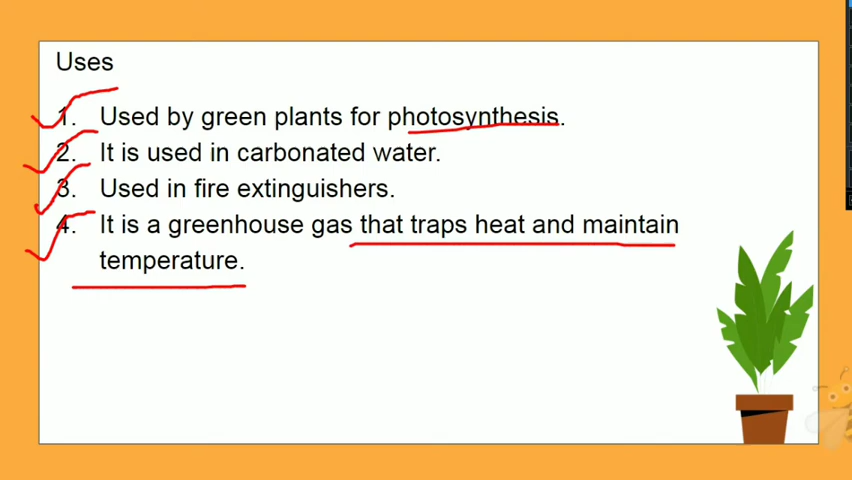 Uses
1. Used by green plants for photosynthesis.
2. It is used in carbonated water.
3. Used in fire extinguishers.
4. It is a greenhouse gas that traps heat and maintain
temperature.